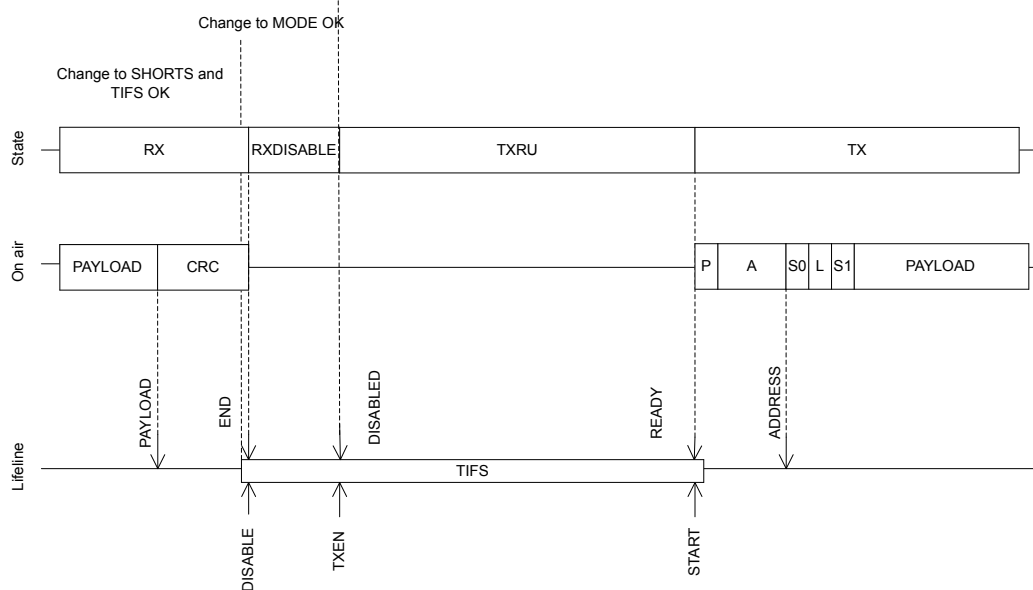 Change to MODE OK
Change to SHORTS and
TIFS OK
State
RX
RXDISABLE
TXRU
TX
On air
PAYLOAD
CRC
P
A
S0
L
S1
PAYLOAD
PAYLOAD
END
DISABLED
READY
ADDRESS
Lifeline
TIFS
DISABLE
TXEN
START